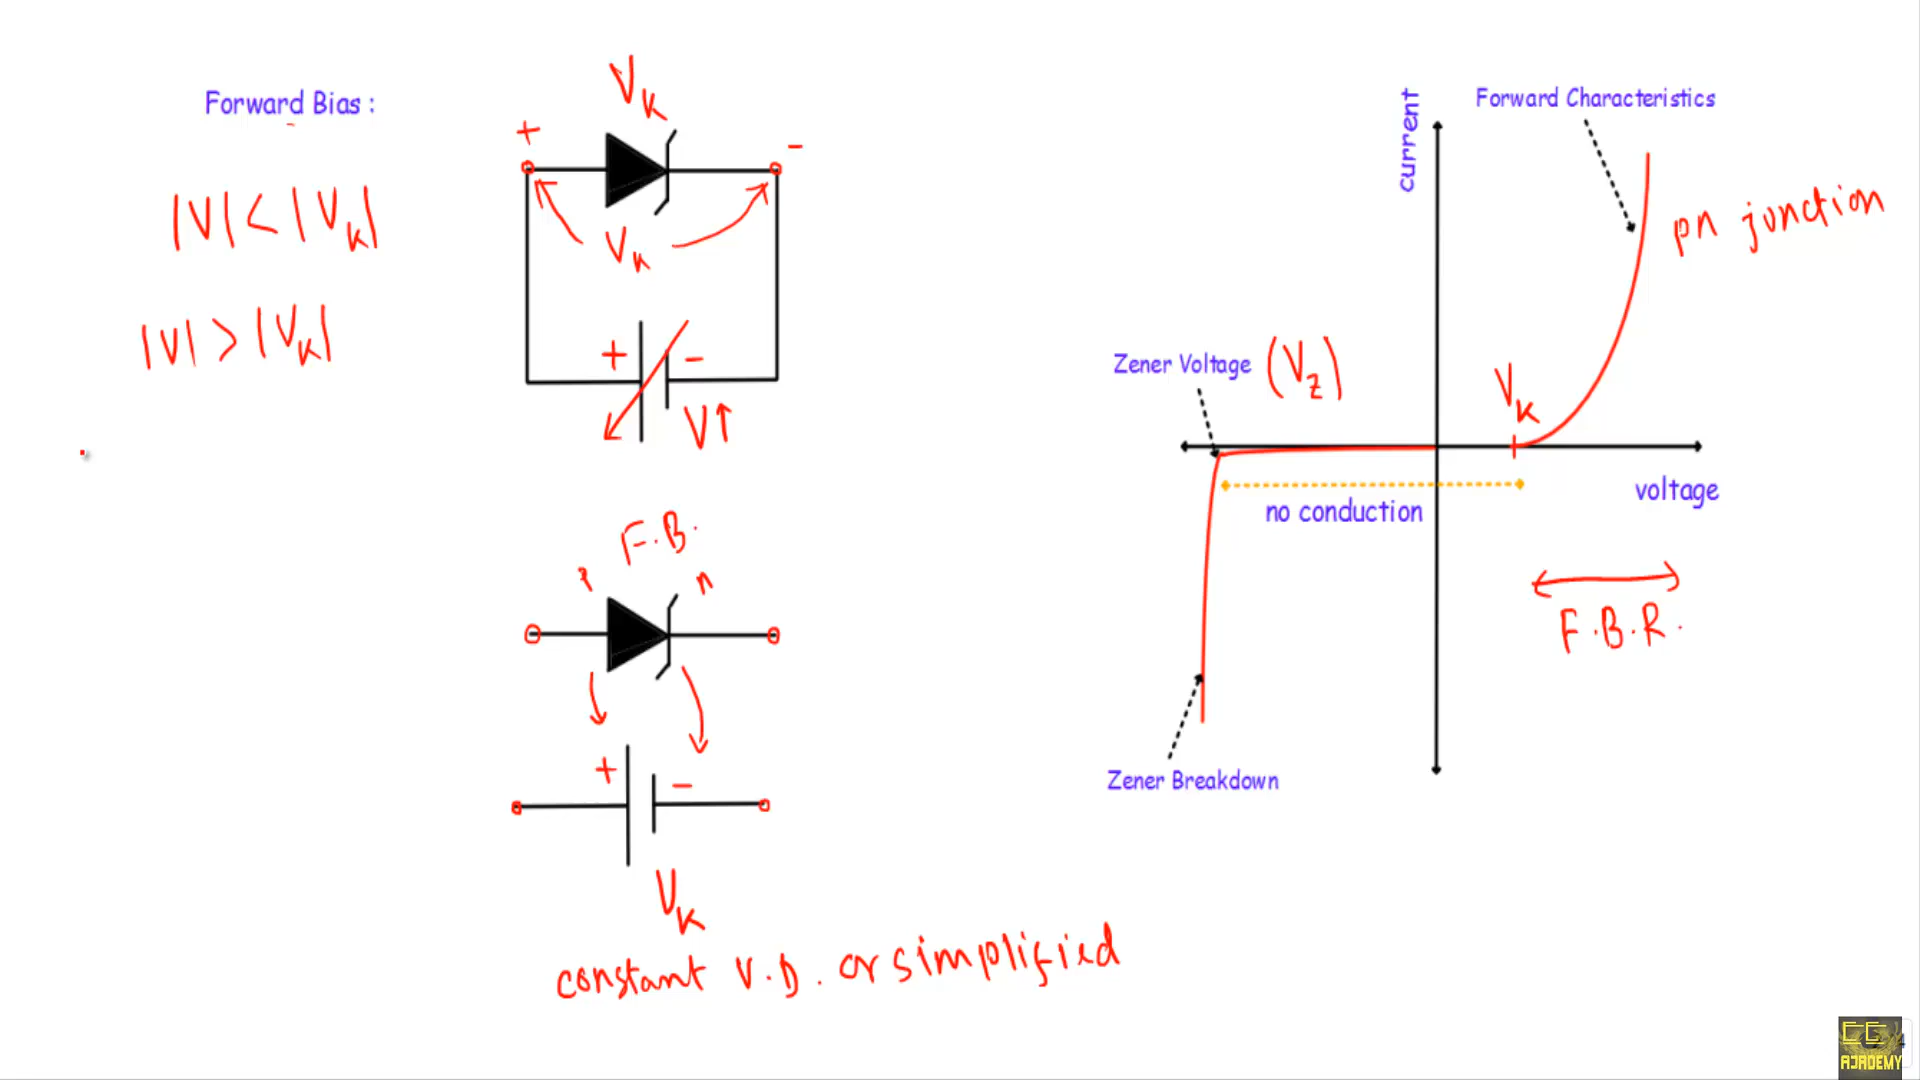 Forward Bias :
|V| < |Vk|
|V| > |Vk|
Vk
+
-
Vk
+
-
V↑
F.B.
p
n
+
-
Vk
constant V.D. or simplified
current
Forward Characteristics
pn junction
Zener Voltage (Vz)
Vk
voltage
no conduction
F.B.R.
Zener Breakdown
EE
AJADEMY